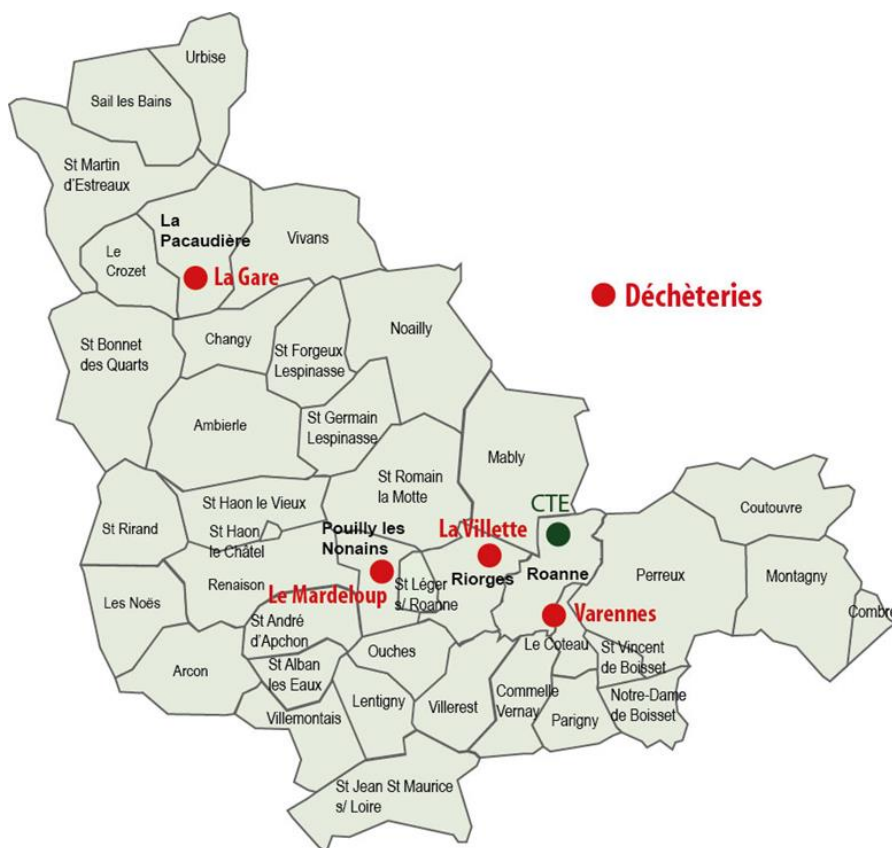 Urbise
Sail les Bains
St Martin
d'Estreaux
La
Pacaudière
Vivans
Le
Crozet
La Gare
Déchèteries
St Bonnet
des Quarts
Changy
St Forgeux
Lespinasse
Noailly
Ambierle
St Germain
Lespinasse
Mably
St Romain
la Motte
St Haon le Vieux
CTE
Coutouvre
St Rirand
St Haon
le Châtel
Pouilly les
Nonains
La Villette
Riorges
Roanne
Perreux
Montagny
Renaison
Le Mardeloup
St Léger
s/ Roanne
Les Noës
Varennes
Combre
St André
d'Apchon
Le Coteau
St Vincent
de Boisset
Ouches
Arcon
St Alban
les Eaux
Lentigny
Villerest
Commelle
Vernay
Parigny
Notre-Dame
de Boisset
Villemontais
St Jean St Maurice
s/ Loire